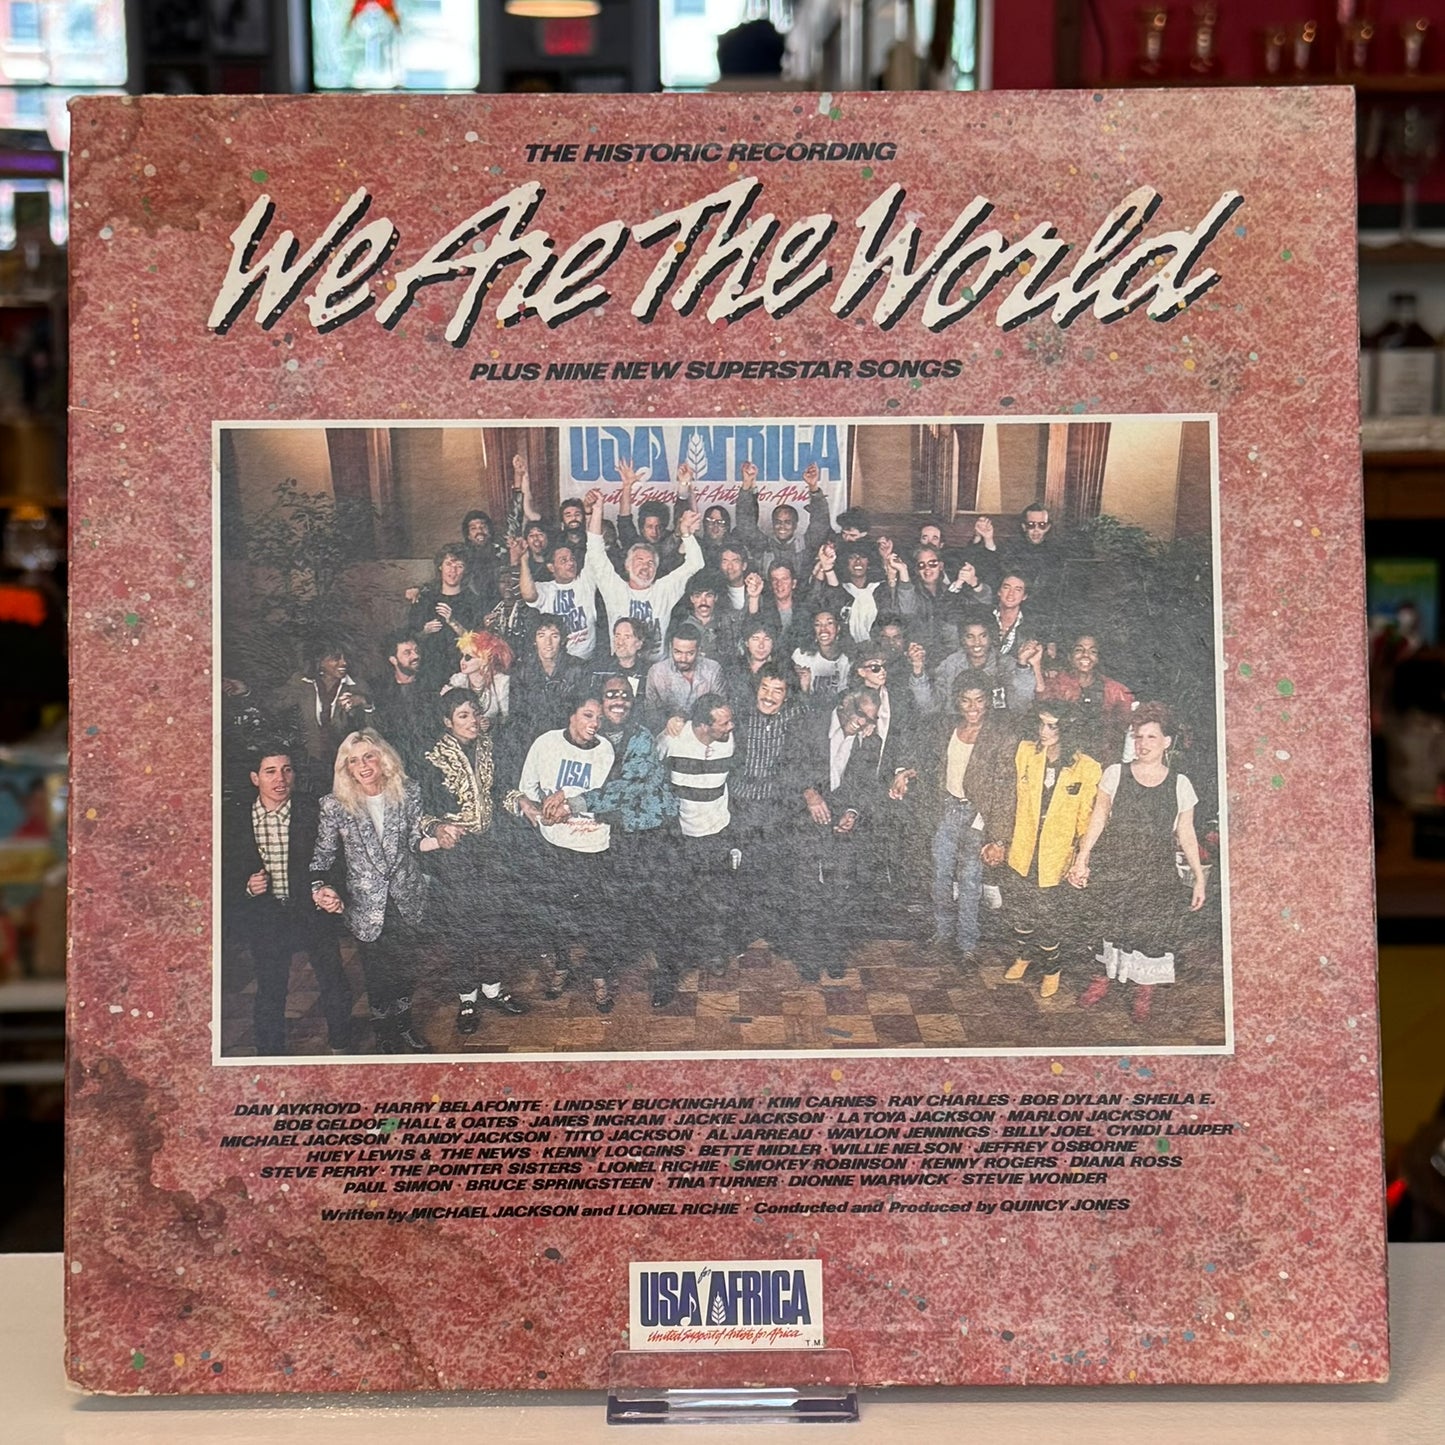 THE HISTORIC RECORDING
We Are The World
PLUS NINE NEW SUPERSTAR SONGS
USA AFRICA
United Support of Artists for Africa
USA
USA
DAN AYKROYD · HARRY BELAFONTE · LINDSEY BUCKINGHAM · KIM CARNES · RAY CHARLES · BOB DYLAN · SHEILA E.
BOB GELDOF · HALL & OATES · JAMES INGRAM · JACKIE JACKSON · LA TOYA JACKSON · MARLON JACKSON
MICHAEL JACKSON · RANDY JACKSON · TITO JACKSON · AL JARREAU · WAYLON JENNINGS · BILLY JOEL · CYNDI LAUPER
HUEY LEWIS & THE NEWS · KENNY LOGGINS · BETTE MIDLER · WILLIE NELSON · JEFFREY OSBORNE
STEVE PERRY · THE POINTER SISTERS · LIONEL RICHIE · SMOKEY ROBINSON · KENNY ROGERS · DIANA ROSS
PAUL SIMON · BRUCE SPRINGSTEEN · TINA TURNER · DIONNE WARWICK · STEVIE WONDER
Written by MICHAEL JACKSON and LIONEL RICHIE · Conducted and Produced by QUINCY JONES
USA for AFRICA
United Support of Artists for Africa
T.M.